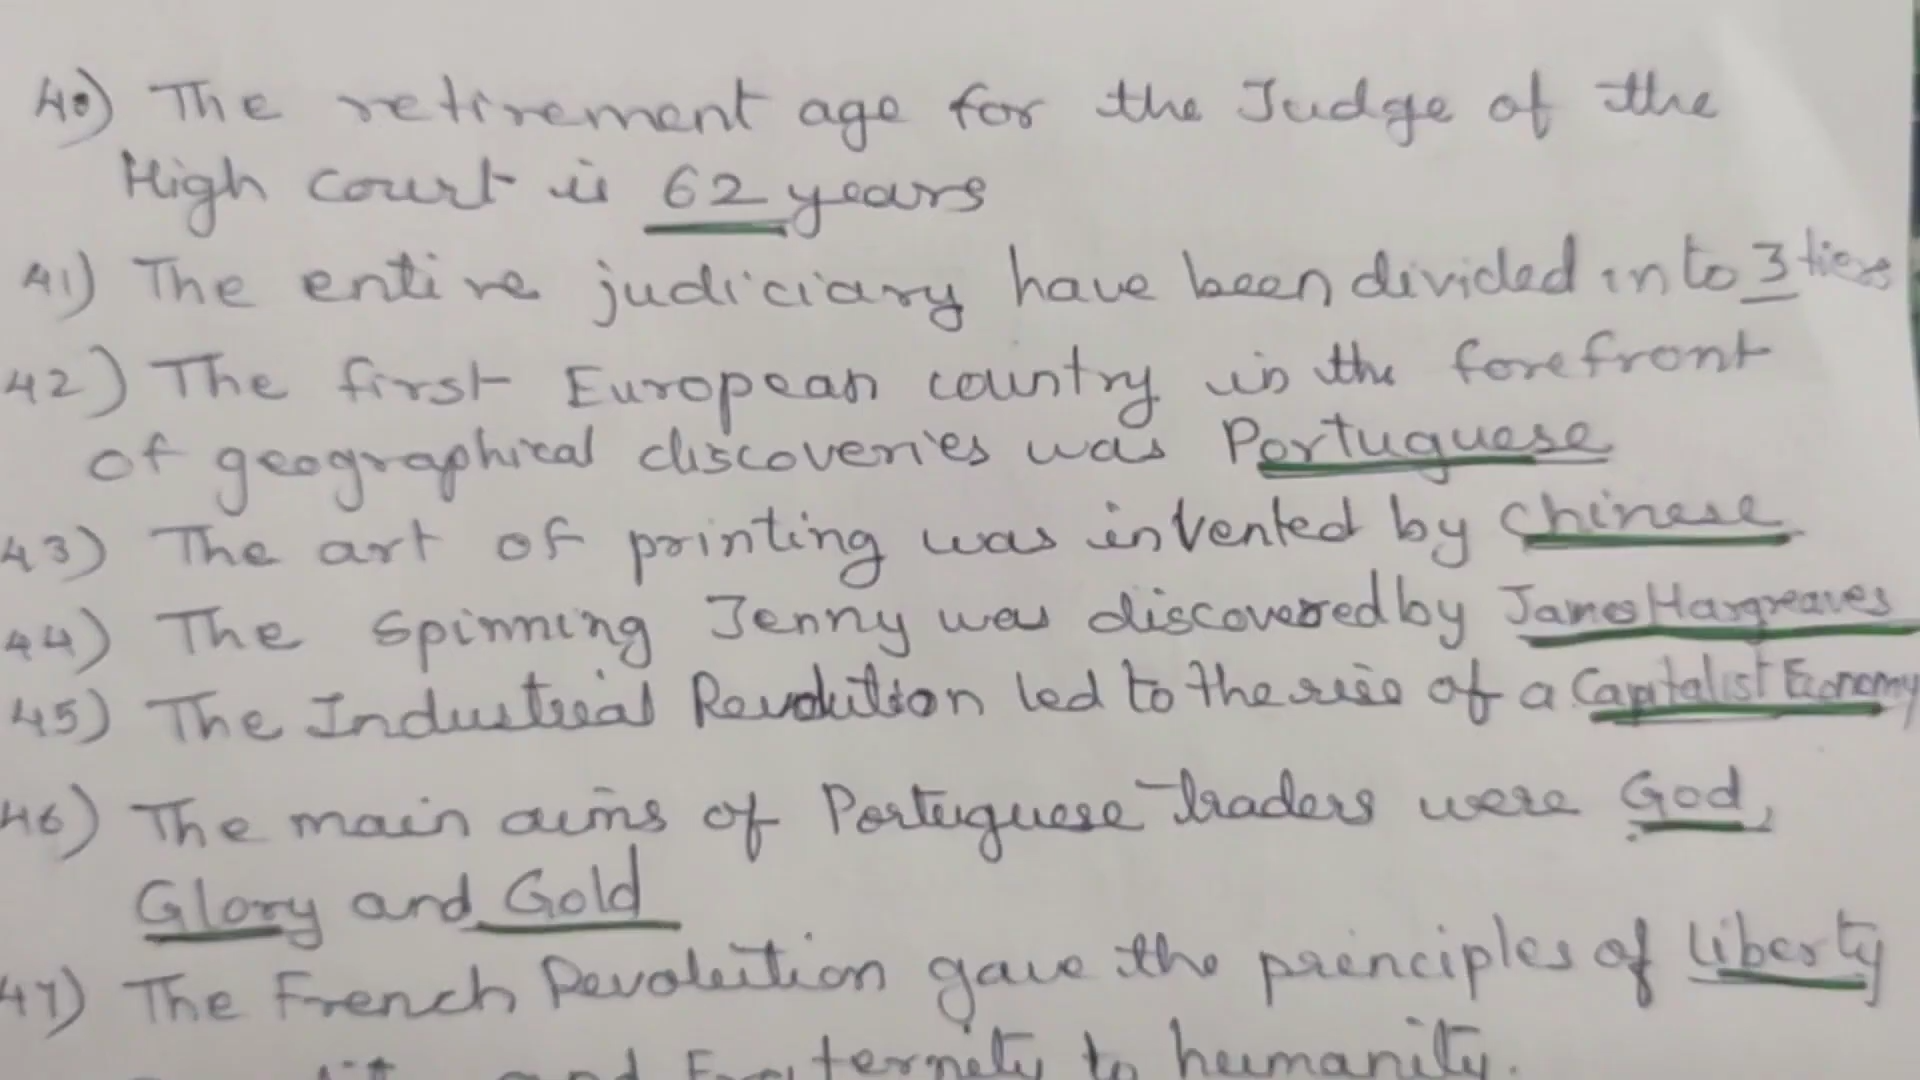 40) The retirement age for the Judge of the
High court is 62 years
41) The entire judiciary have been divided into 3 tiers
42) The first European country in the forefront
of geographical discoveries was Portuguese
43) The art of printing was invented by Chinese
44) The Spinning Jenny was discovered by James Hargreaves
45) The Industrial Revolution led to the rise of a Capitalist Economy
46) The main aims of Portuguese Traders were God,
Glory and Gold
47) The French Revolution gave the principles of liberty
and Fraternity to humanity.